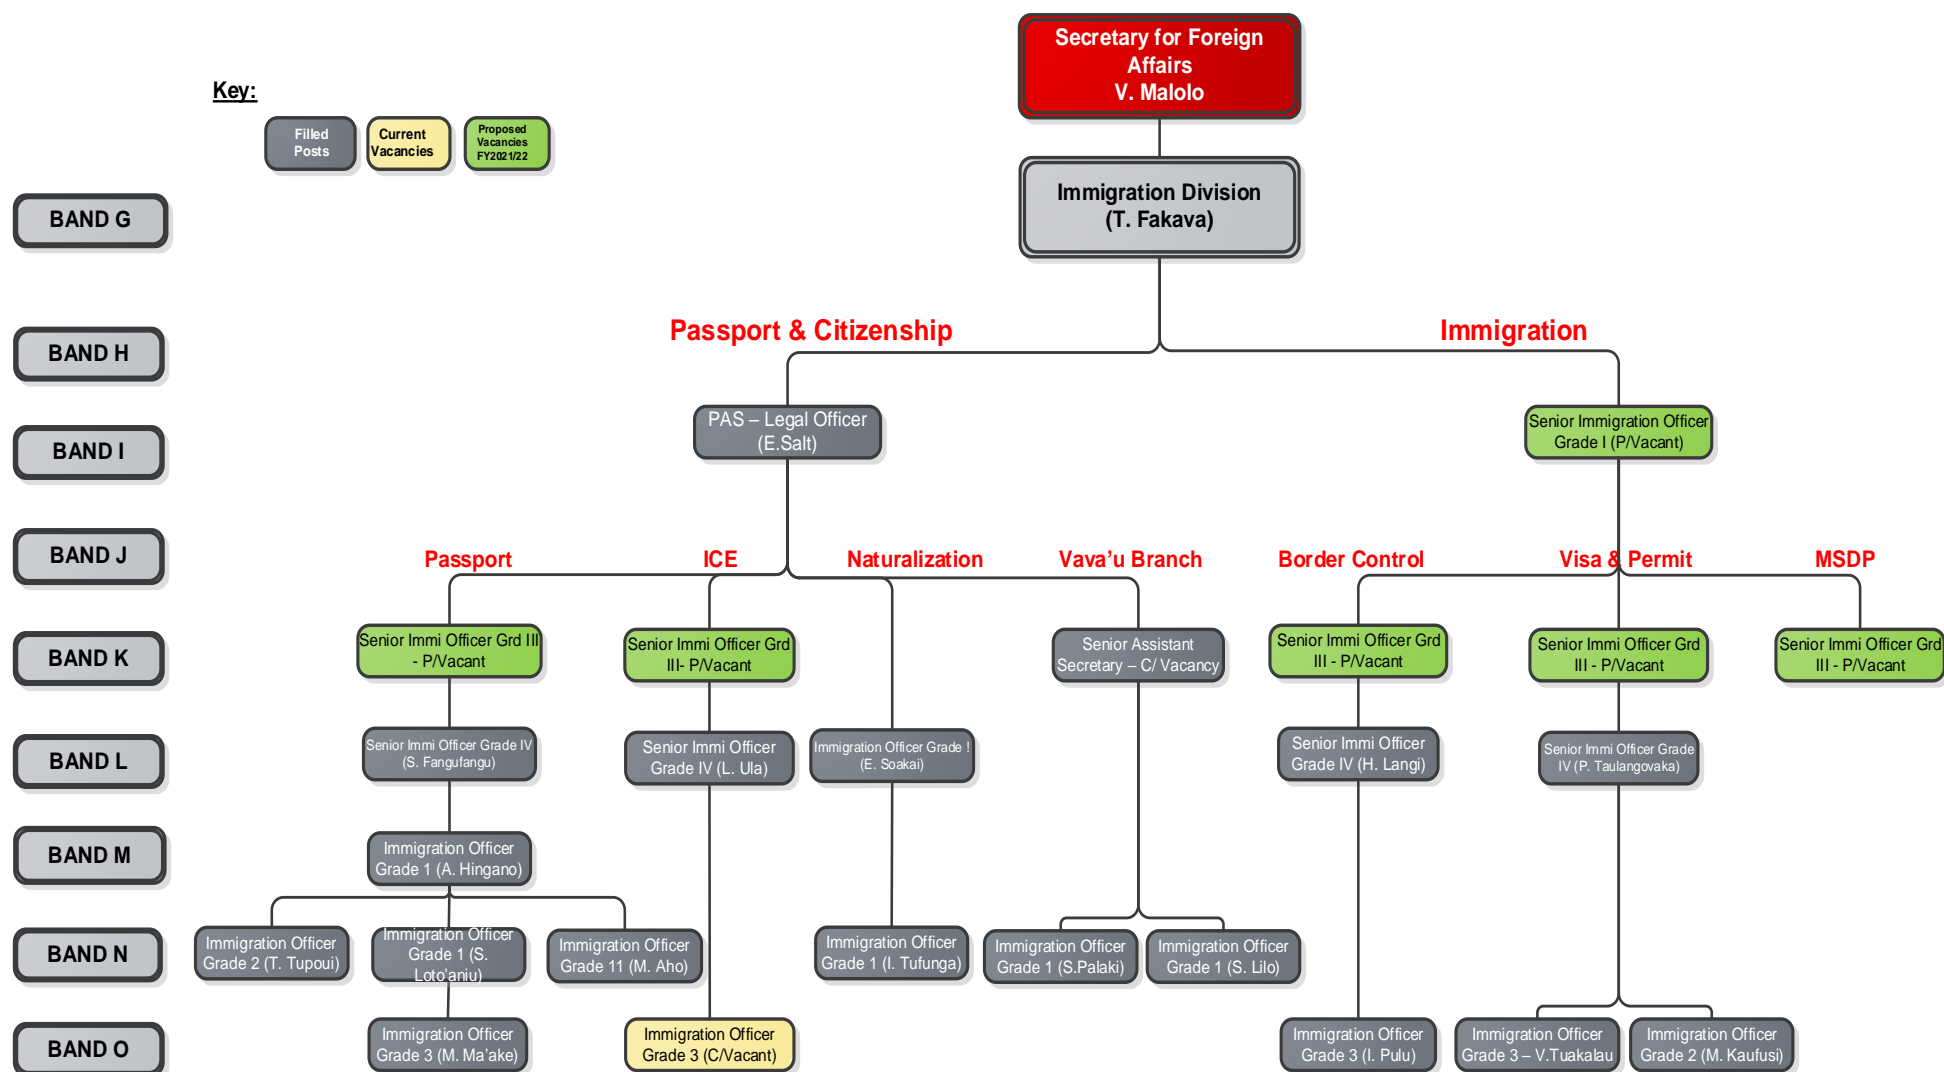 Secretary for Foreign
Affairs
V. Malolo
Key:
Filled
Posts
Current
Vacancies
Proposed
Vacancies
FY2021/22
Immigration Division
(T. Fakava)
BAND G
Passport & Citizenship
Immigration
BAND H
PAS – Legal Officer
(E.Salt)
Senior Immigration Officer
Grade I (P/Vacant)
BAND I
BAND J
Passport
ICE
Naturalization
Vava’u Branch
Border Control
Visa & Permit
MSDP
BAND K
Senior Immi Officer Grd III
- P/Vacant
Senior Immi Officer Grd
III- P/Vacant
Senior Assistant
Secretary – C/ Vacancy
Senior Immi Officer Grd
III - P/Vacant
Senior Immi Officer Grd
III - P/Vacant
Senior Immi Officer Grd
III - P/Vacant
BAND L
Senior Immi Officer Grade IV
(S. Fangufangu)
Senior Immi Officer
Grade IV (L. Ula)
Immigration Officer Grade !
(E. Soakai)
Senior Immi Officer
Grade IV (H. Langi)
Senior Immi Officer Grade
IV (P. Taulangovaka)
BAND M
Immigration Officer
Grade 1 (A. Hingano)
BAND N
Immigration Officer
Grade 2 (T. Tupoui)
Immigration Officer
Grade 1 (S.
Loto’aniu)
Immigration Officer
Grade 11 (M. Aho)
Immigration Officer
Grade 1 (I. Tufunga)
Immigration Officer
Grade 1 (S.Palaki)
Immigration Officer
Grade 1 (S. Lilo)
BAND O
Immigration Officer
Grade 3 (M. Ma’ake)
Immigration Officer
Grade 3 (C/Vacant)
Immigration Officer
Grade 3 (I. Pulu)
Immigration Officer
Grade 3 – V.Tuakalau
Immigration Officer
Grade 2 (M. Kaufusi)